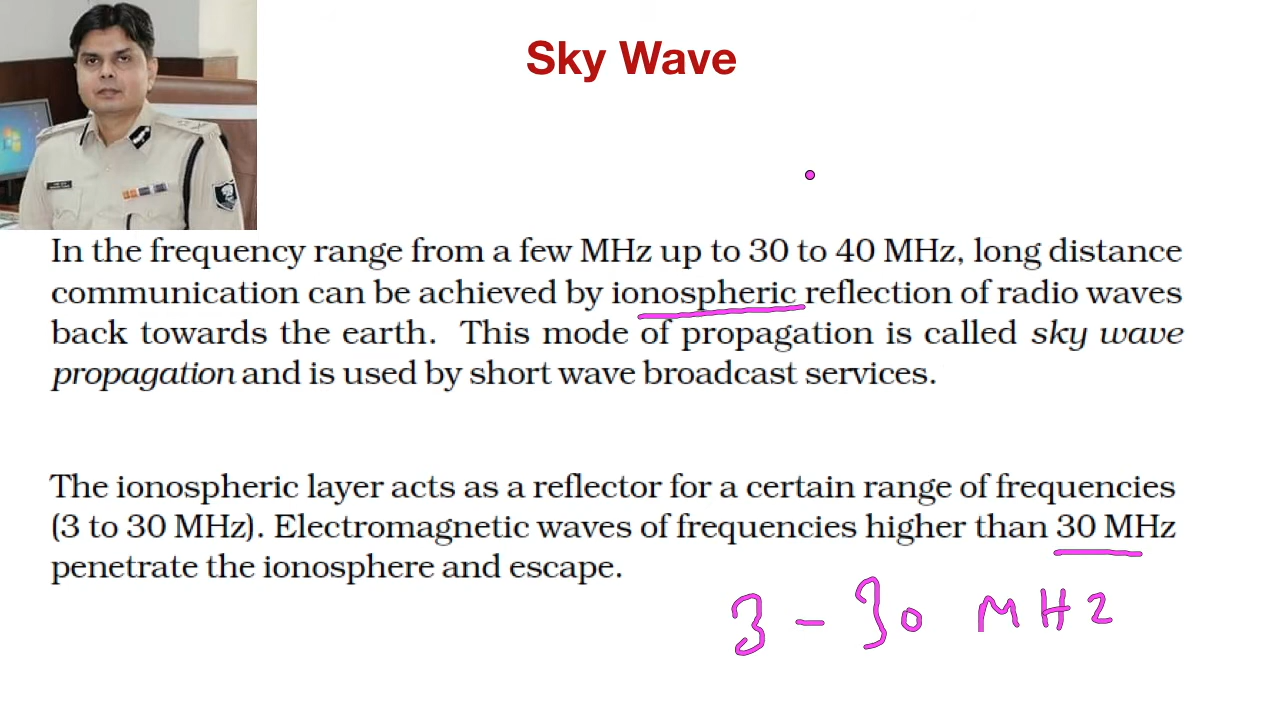 Sky Wave
In the frequency range from a few MHz up to 30 to 40 MHz, long distance
communication can be achieved by ionospheric reflection of radio waves
back towards the earth. This mode of propagation is called sky wave
propagation and is used by short wave broadcast services.
The ionospheric layer acts as a reflector for a certain range of frequencies
(3 to 30 MHz). Electromagnetic waves of frequencies higher than 30 MHz
penetrate the ionosphere and escape.
3 - 30 MHz